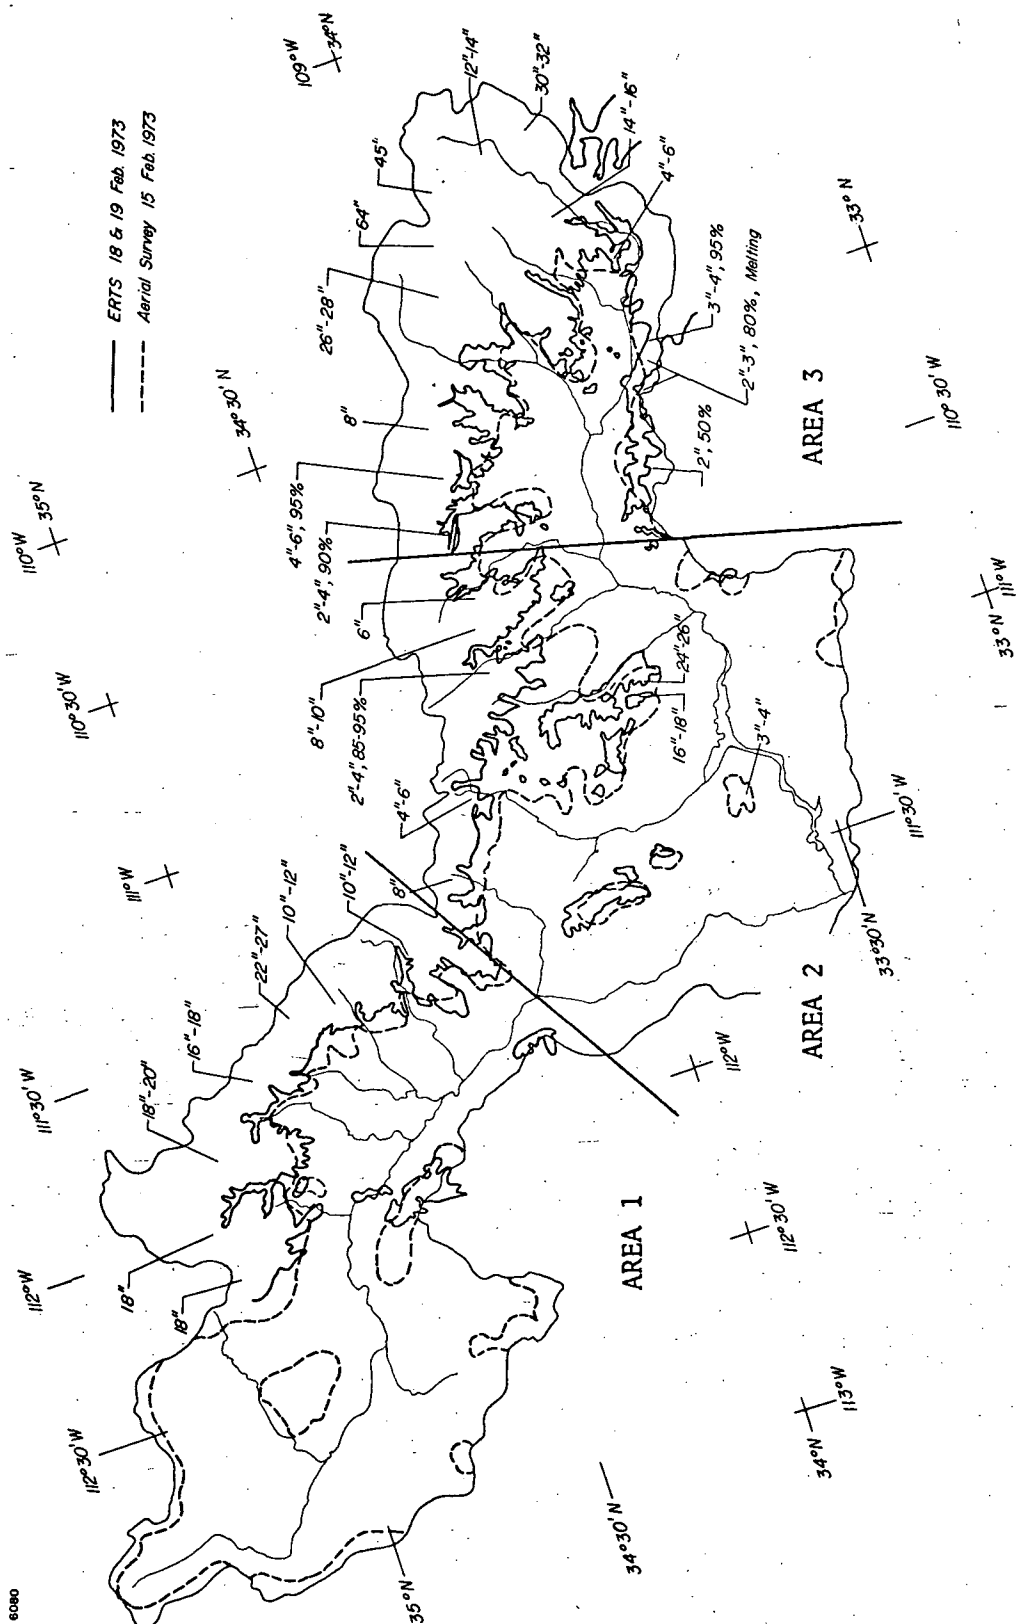 ERTS 18 & 19 Feb. 1973
Aerial Survey 15 Feb. 1973
109°W
34°N
12"-14"
30"-32"
14"-16"
4"-6"
45"
64"
26"-28"
8"
4"-6", 95%
2"-4", 90%
6"
8"-10"
2"-4", 85-95%
4"-6"
8"
10"-12"
10"-12"
22"-27"
16"-18"
18"-20"
18"
18"
34°30'N
110°W
35°N
110°30'W
111°W
111°30'W
112°W
112°30'W
35°N
34°30'N
34°N
113°W
112°30'W
112°W
33°30'N
111°30'W
33°N
111°W
110°30'W
33°N
3"-4", 95%
2"-3", 80%, Melting
2", 50%
24"-26"
16"-18"
3"-4"
AREA 1
AREA 2
AREA 3
6080